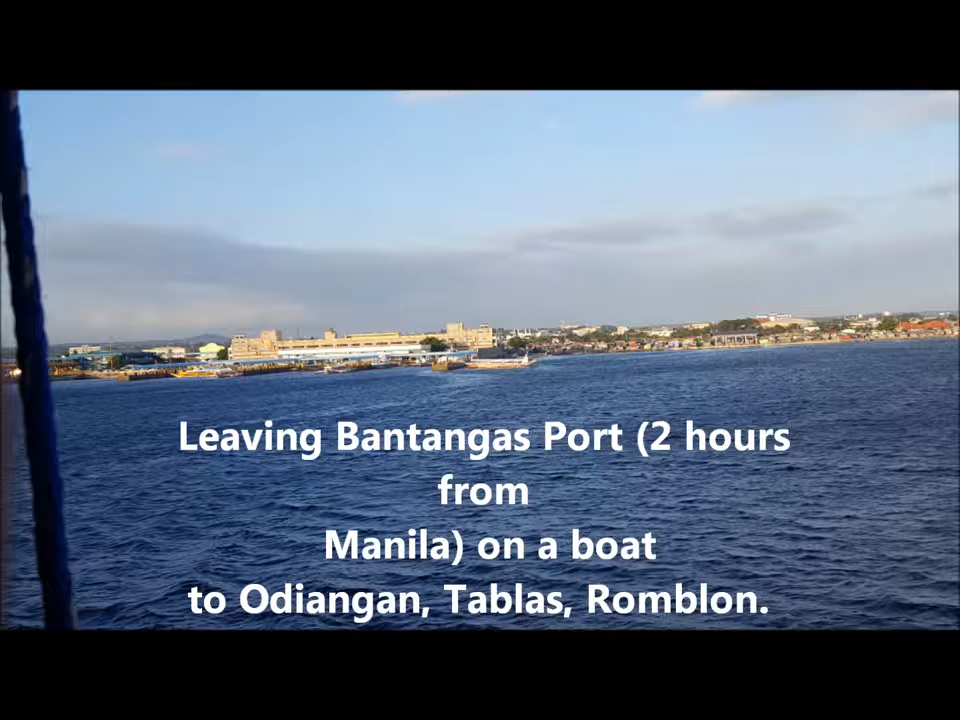 Leaving Bantangas Port (2 hours
from
Manila) on a boat
to Odiangan, Tablas, Romblon.